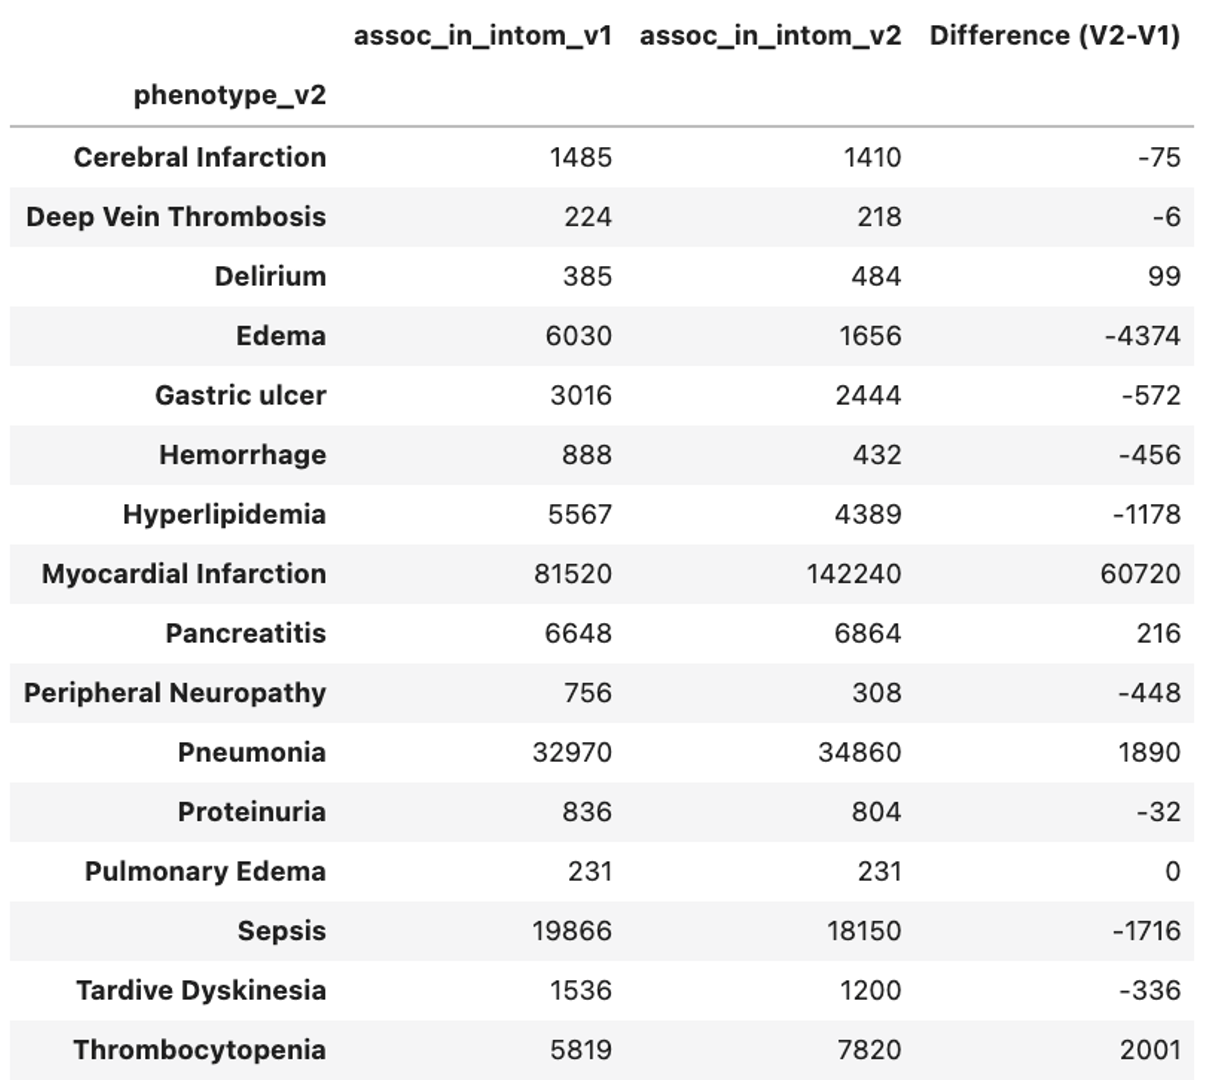 assoc_in_intom_v1 assoc_in_intom_v2 Difference (V2-V1)
phenotype_v2
Cerebral Infarction 1485 1410 -75
Deep Vein Thrombosis 224 218 -6
Delirium 385 484 99
Edema 6030 1656 -4374
Gastric ulcer 3016 2444 -572
Hemorrhage 888 432 -456
Hyperlipidemia 5567 4389 -1178
Myocardial Infarction 81520 142240 60720
Pancreatitis 6648 6864 216
Peripheral Neuropathy 756 308 -448
Pneumonia 32970 34860 1890
Proteinuria 836 804 -32
Pulmonary Edema 231 231 0
Sepsis 19866 18150 -1716
Tardive Dyskinesia 1536 1200 -336
Thrombocytopenia 5819 7820 2001